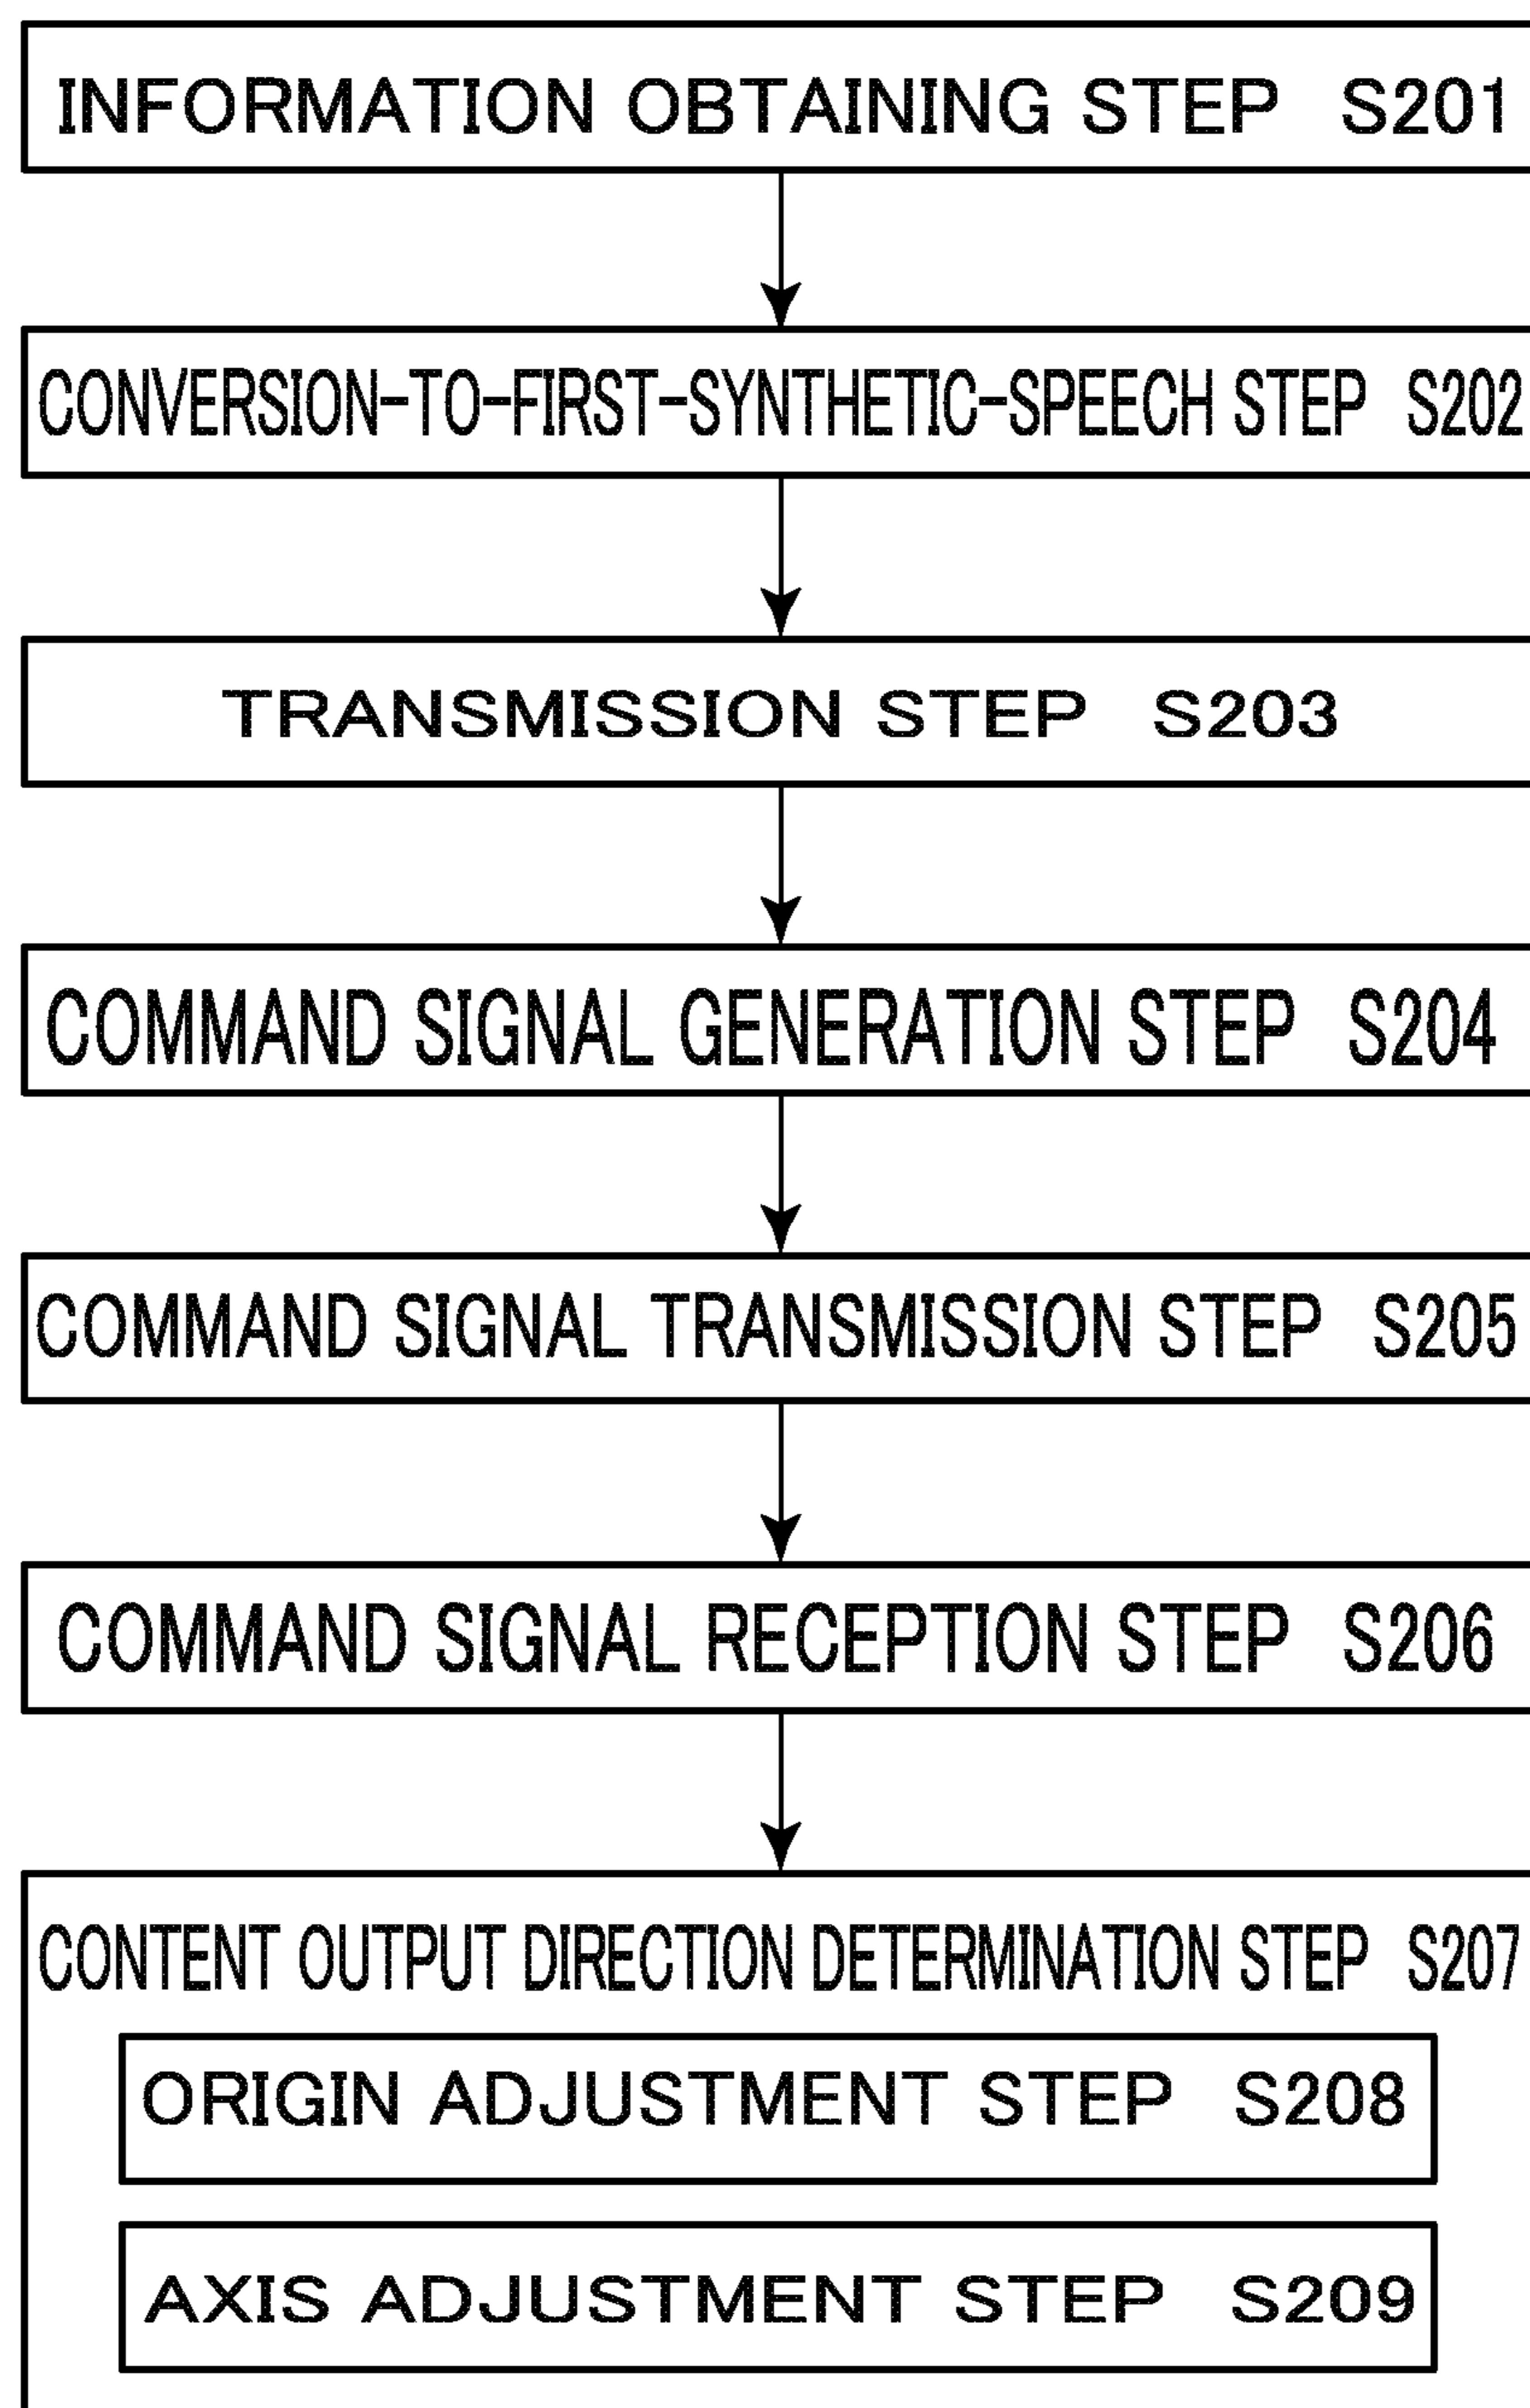 INFORMATION OBTAINING STEP S201
CONVERSION-TO-FIRST-SYNTHETIC-SPEECH STEP S202
TRANSMISSION STEP S203
COMMAND SIGNAL GENERATION STEP S204
COMMAND SIGNAL TRANSMISSION STEP S205
COMMAND SIGNAL RECEPTION STEP S206
CONTENT OUTPUT DIRECTION DETERMINATION STEP S207
ORIGIN ADJUSTMENT STEP S208
AXIS ADJUSTMENT STEP S209